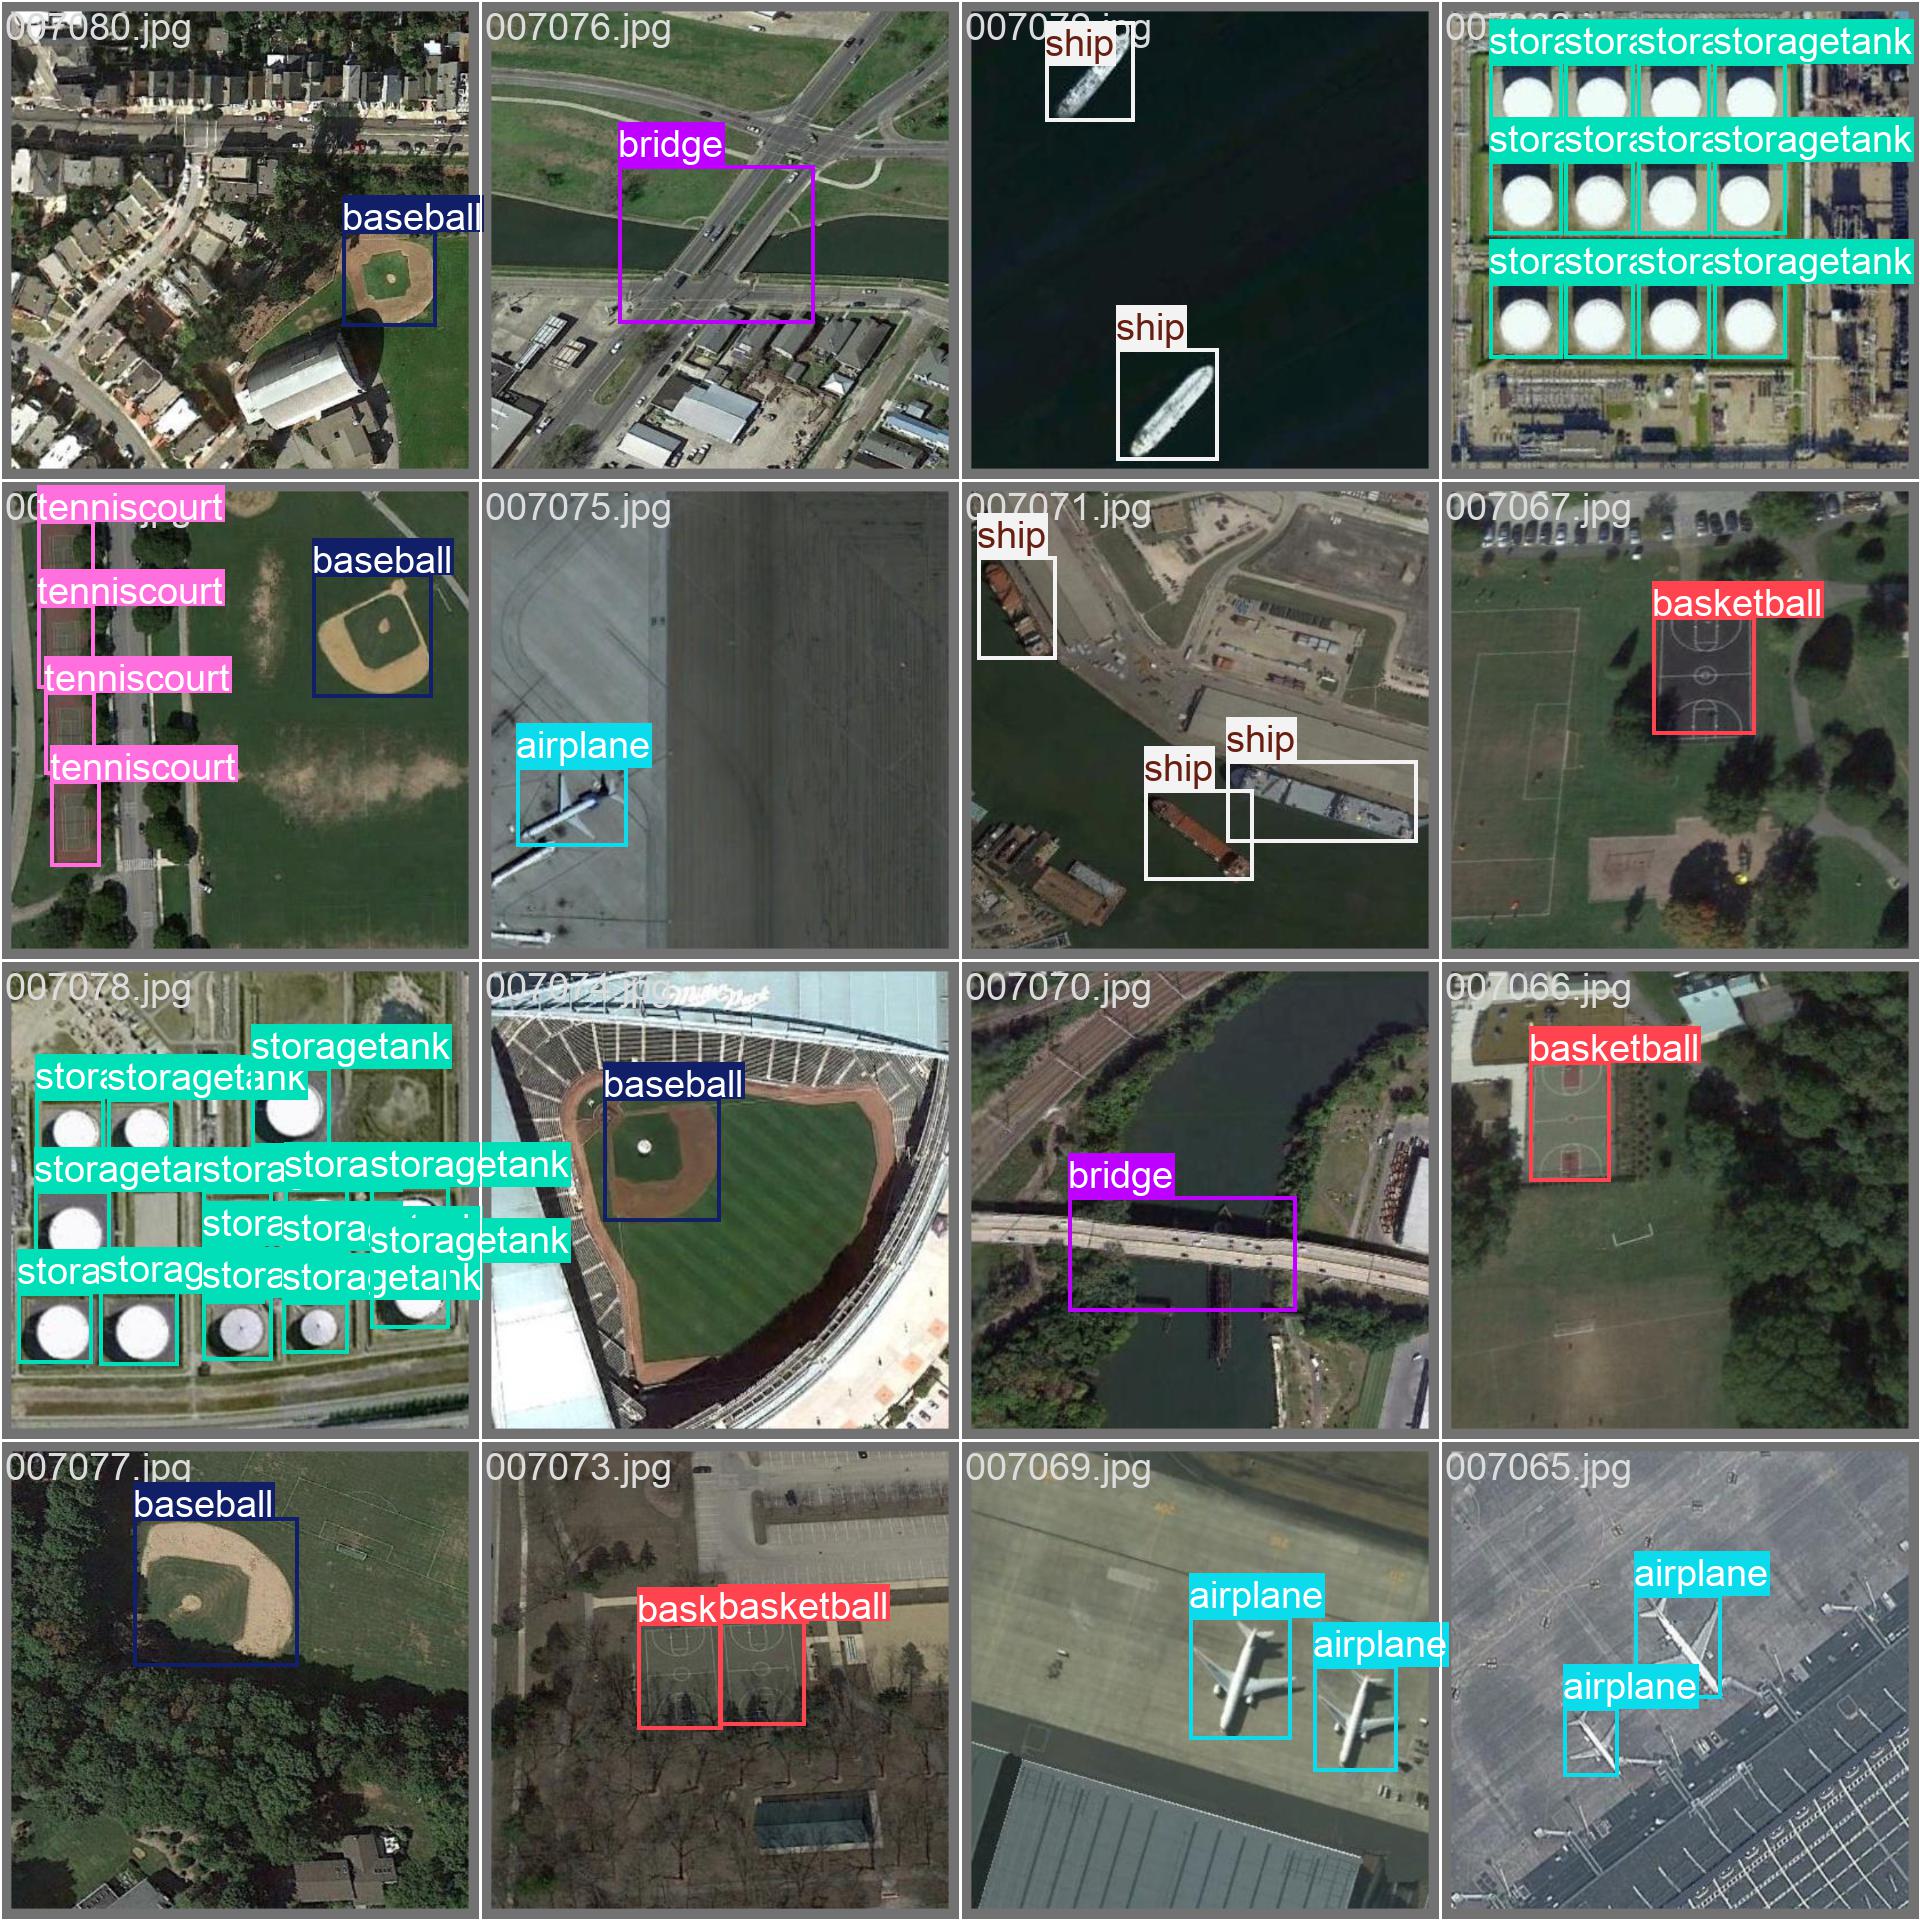 007080.jpg
baseball
007076.jpg
bridge
ship
ship
storagetank
storagetank
storagetank
tenniscourt
tenniscourt
tenniscourt
tenniscourt
baseball
007075.jpg
airplane
007071.jpg
ship
ship
ship
007067.jpg
basketball
007078.jpg
storagetank
storagetank
storagetank
storagetank
baseball
Miller Park
007070.jpg
bridge
007066.jpg
basketball
007077.jpg
baseball
007073.jpg
basketball
007069.jpg
airplane
airplane
007065.jpg
airplane
airplane